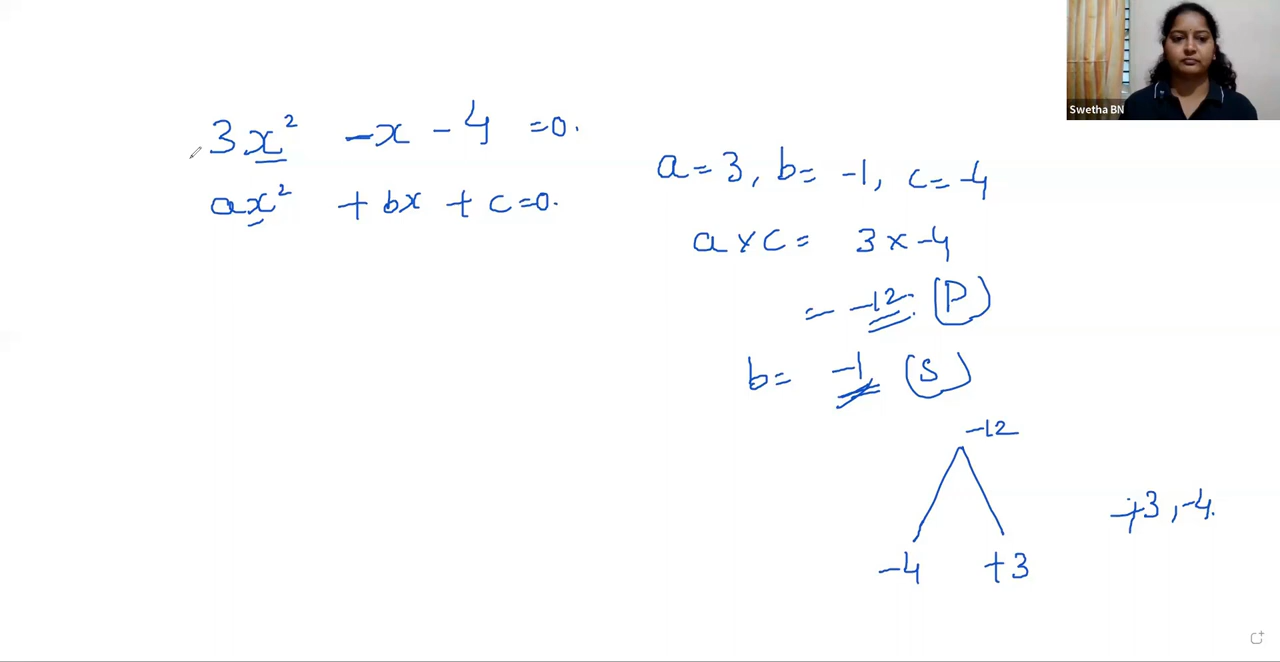 3x² -x - 4 =0.
ax² + bx + c=0.
a=3, b= -1, c= -4
a x c = 3 x -4
= -12. (P)
b= -1 (S)
-12
-4 +3
+3, -4.
Swetha BN